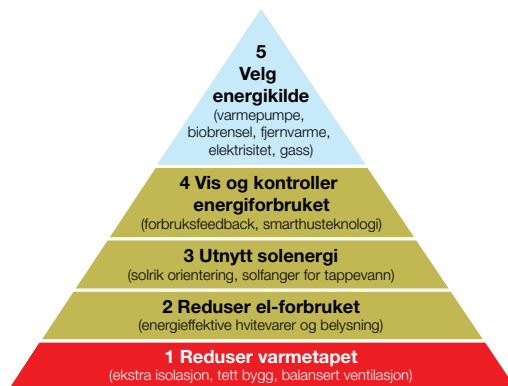 5
Velg
energikilde
(varmepumpe,
biobrensel, fjernvarme,
elektrisitet, gass)
4 Vis og kontroller
energiforbruket
(forbruksfeedback, smarthusteknologi)
3 Utnytt solenergi
(solrik orientering, solfanger for tappevann)
2 Reduser el-forbruket
(energieffektive hvitevarer og belysning)
1 Reduser varmetapet
(ekstra isolasjon, tett bygg, balansert ventilasjon)